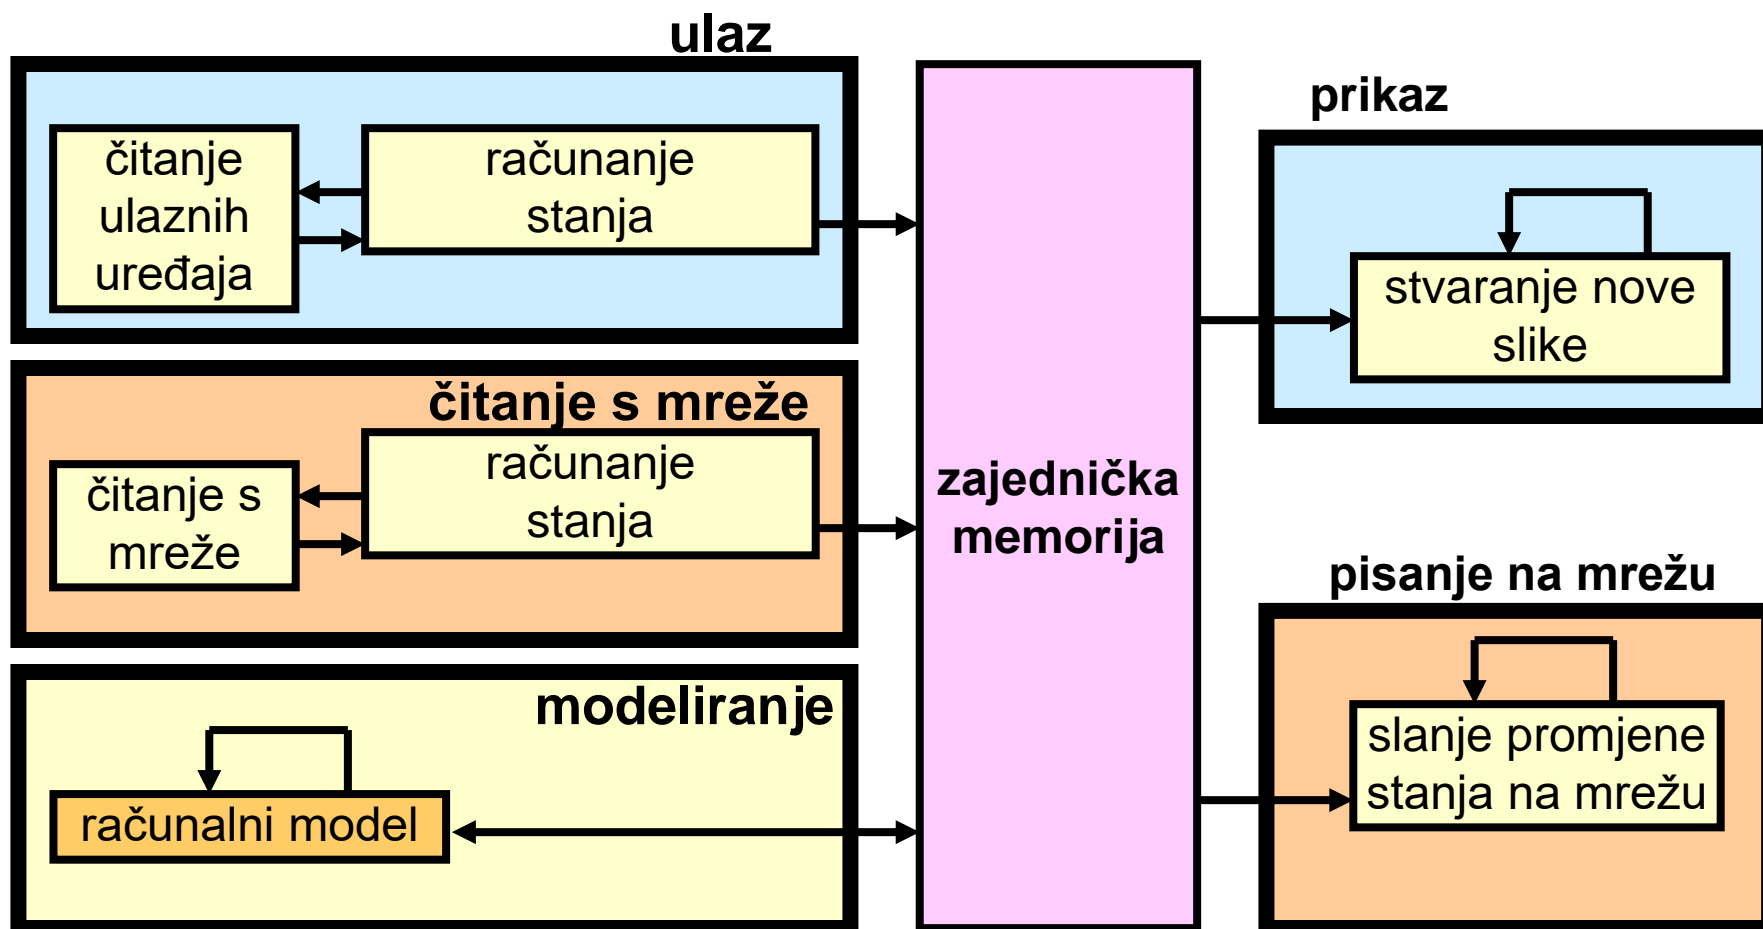 ulaz
čitanje
ulaznih
uređaja
računanje
stanja
čitanje s mreže
čitanje s
mreže
računanje
stanja
modeliranje
računalni model
zajednička
memorija
prikaz
stvaranje nove
slike
pisanje na mrežu
slanje promjene
stanja na mrežu